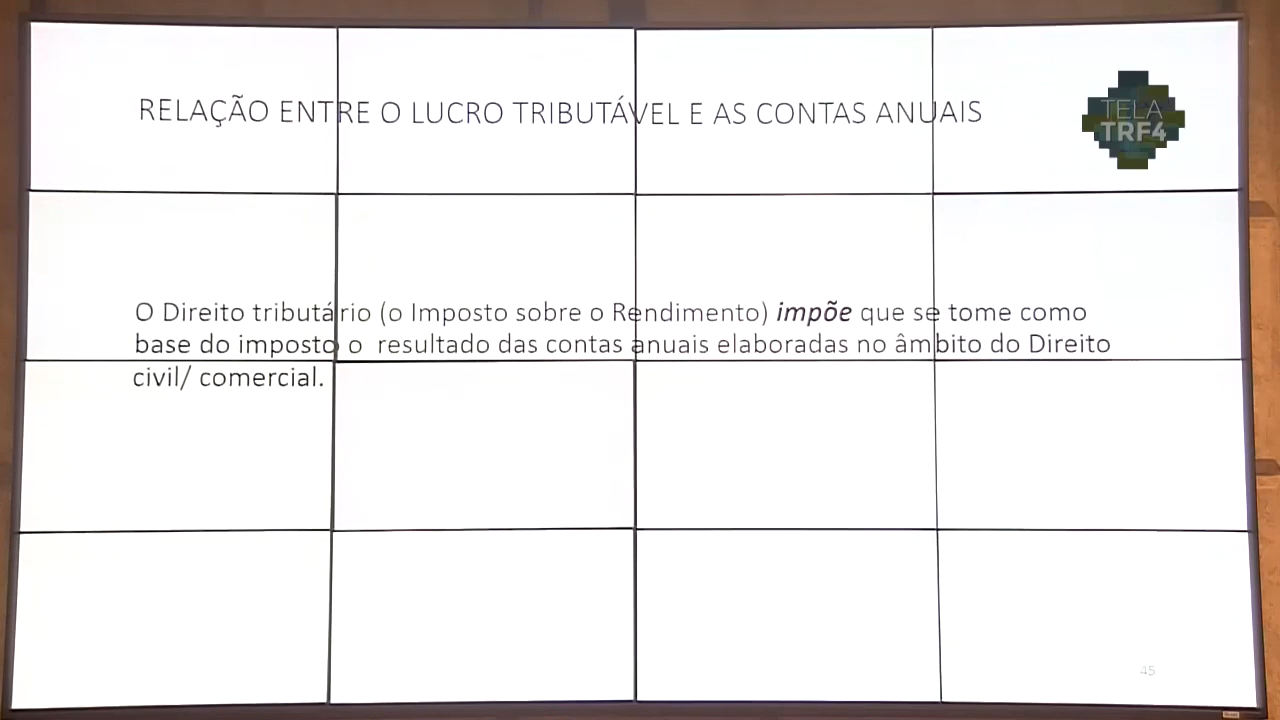 RELAÇÃO ENTRE O LUCRO TRIBUTÁVEL E AS CONTAS ANUAIS
TELA
TRF4
O Direito tributário (o Imposto sobre o Rendimento) impõe que se tome como
base do imposto o resultado das contas anuais elaboradas no âmbito do Direito
civil/ comercial.
45